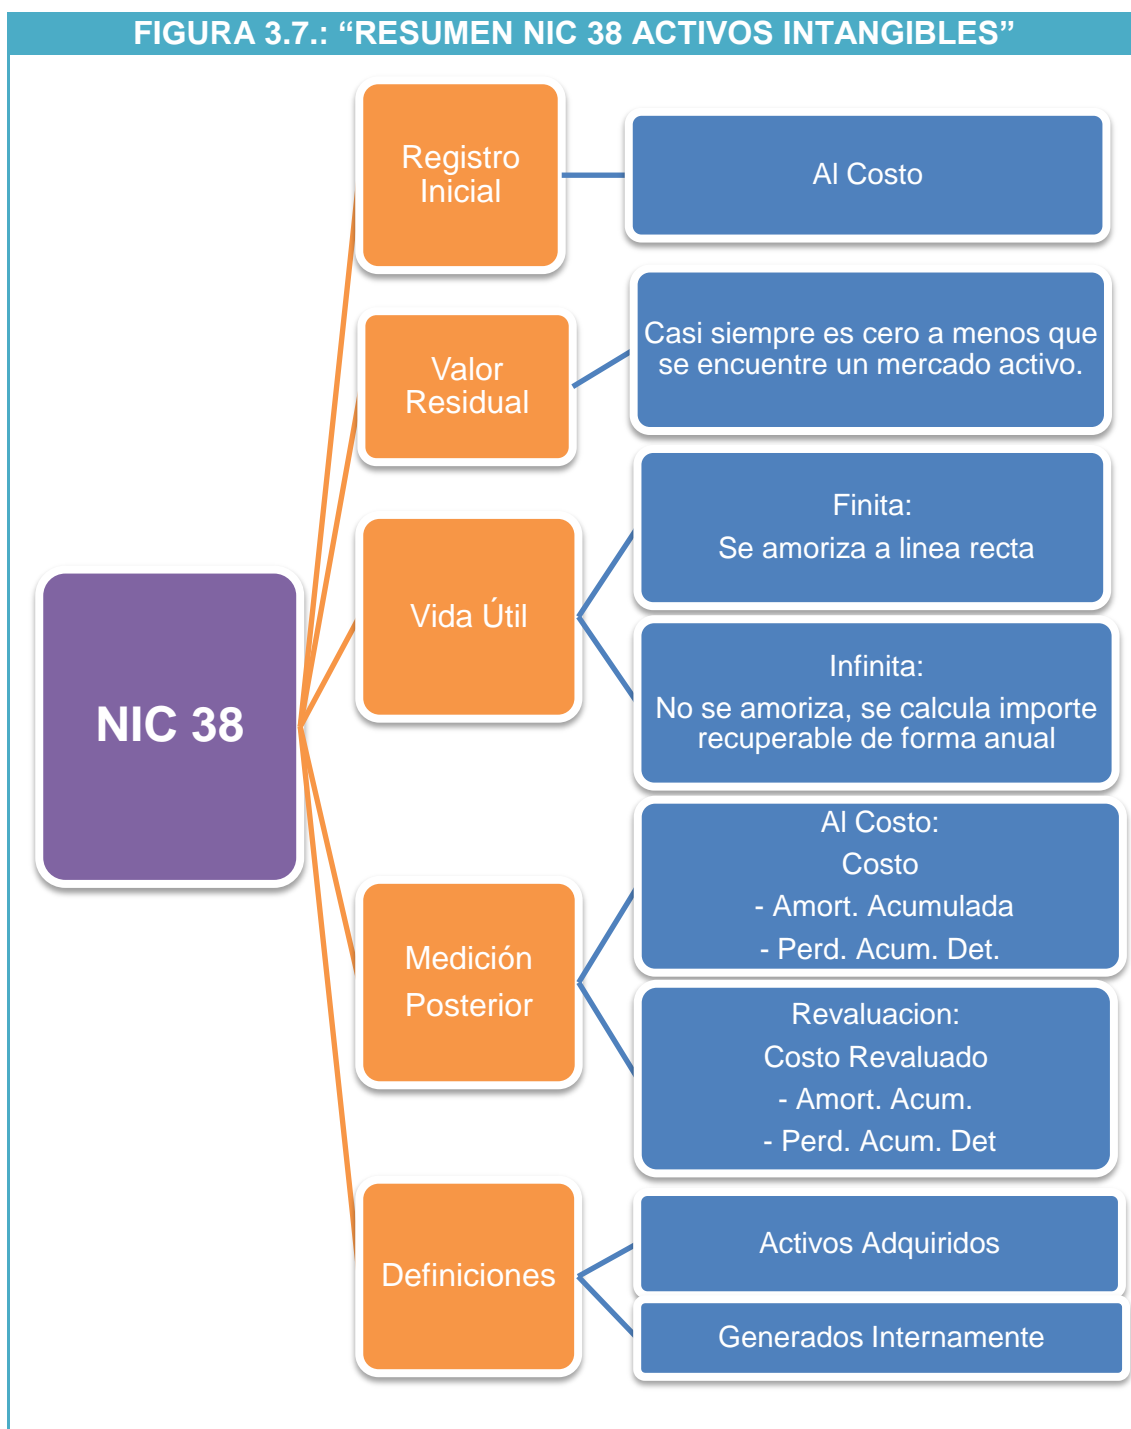 FIGURA 3.7.: “RESUMEN NIC 38 ACTIVOS INTANGIBLES”
NIC 38
Registro
Inicial
Al Costo
Valor
Residual
Casi siempre es cero a menos que
se encuentre un mercado activo.
Vida Útil
Finita:
Se amoriza a linea recta
Infinita:
No se amoriza, se calcula importe
recuperable de forma anual
Medición
Posterior
Al Costo:
Costo
- Amort. Acumulada
- Perd. Acum. Det.
Revaluacion:
Costo Revaluado
- Amort. Acum.
- Perd. Acum. Det
Definiciones
Activos Adquiridos
Generados Internamente